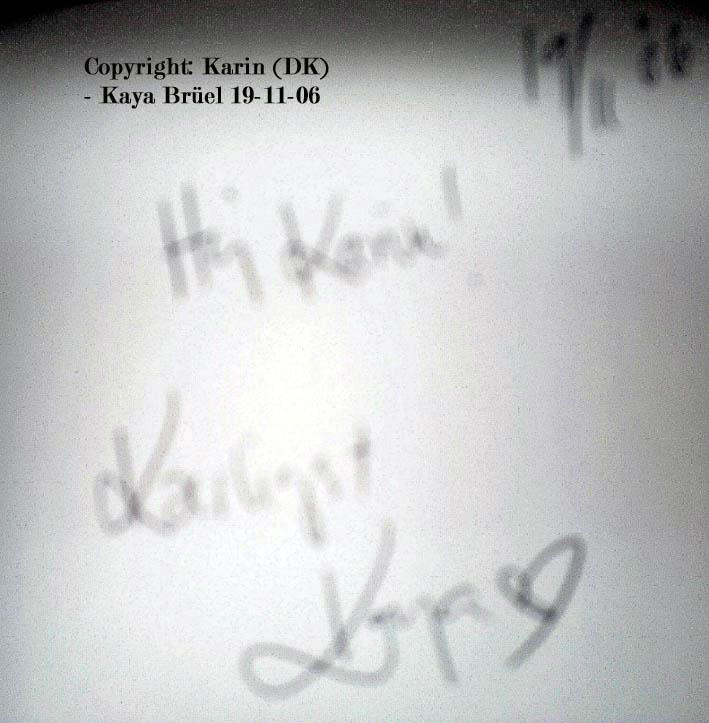 Copyright: Karin (DK)
- Kaya Brüel 19-11-06
19/11 06
Hej Karin!
Kærligst
Kaya